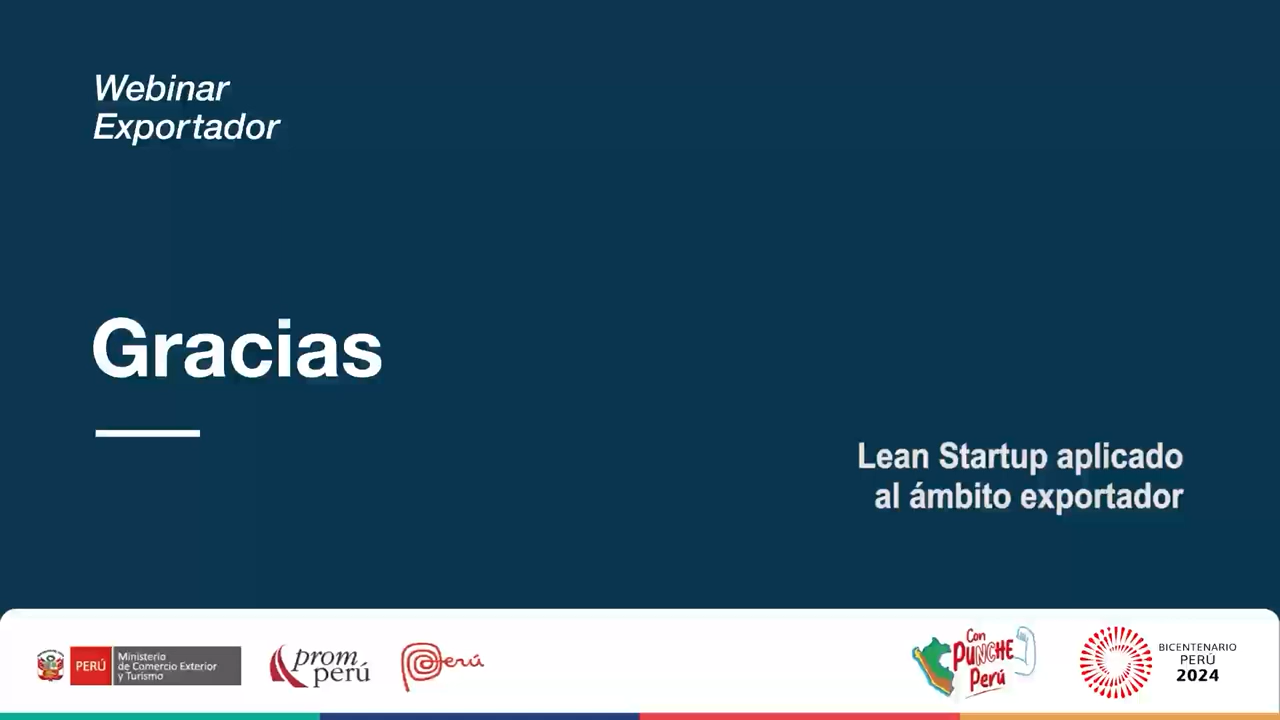 Webinar
Exportador
Gracias
Lean Startup aplicado
al ámbito exportador
PERÚ
Ministerio
de Comercio Exterior
y Turismo
prom
perú
Perú
Con
PUNCHE
Perú
BICENTENARIO
PERÚ
2024